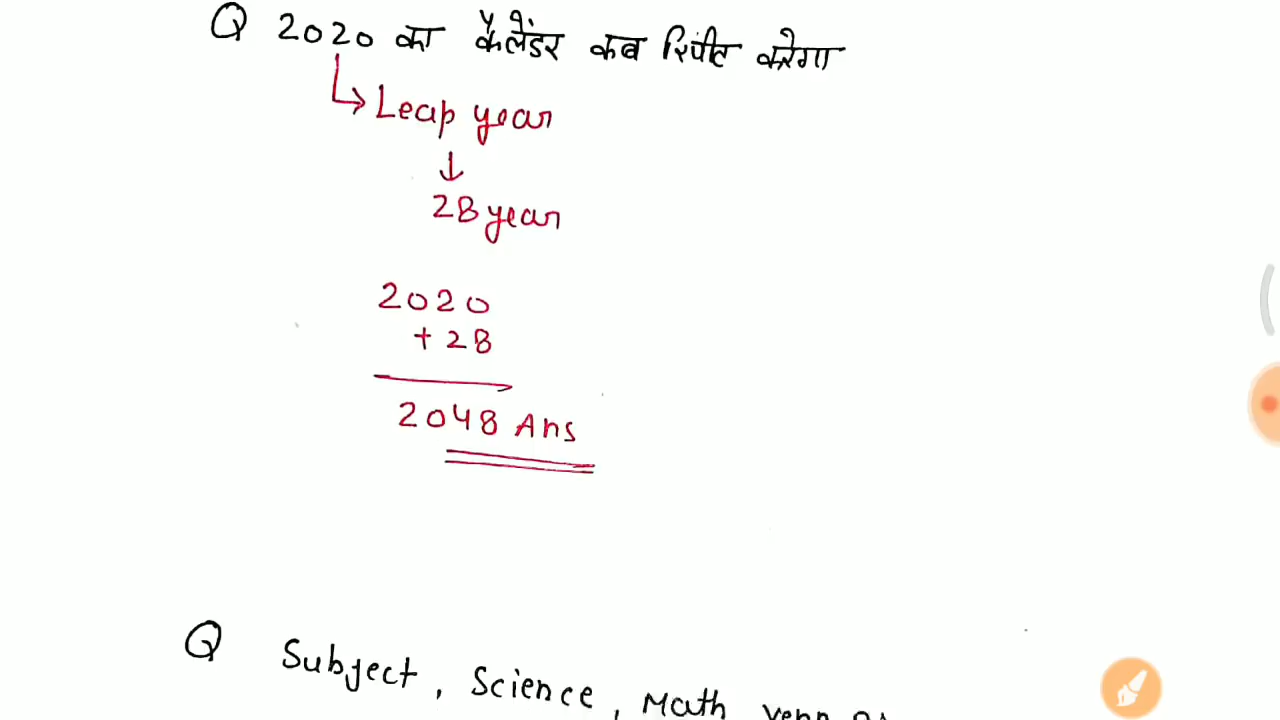 Q 2020 का कैलेंडर कब रिपीट करेगा
Leap year
28 year
2020
+ 28
2048 Ans
Q Subject, Science, Math